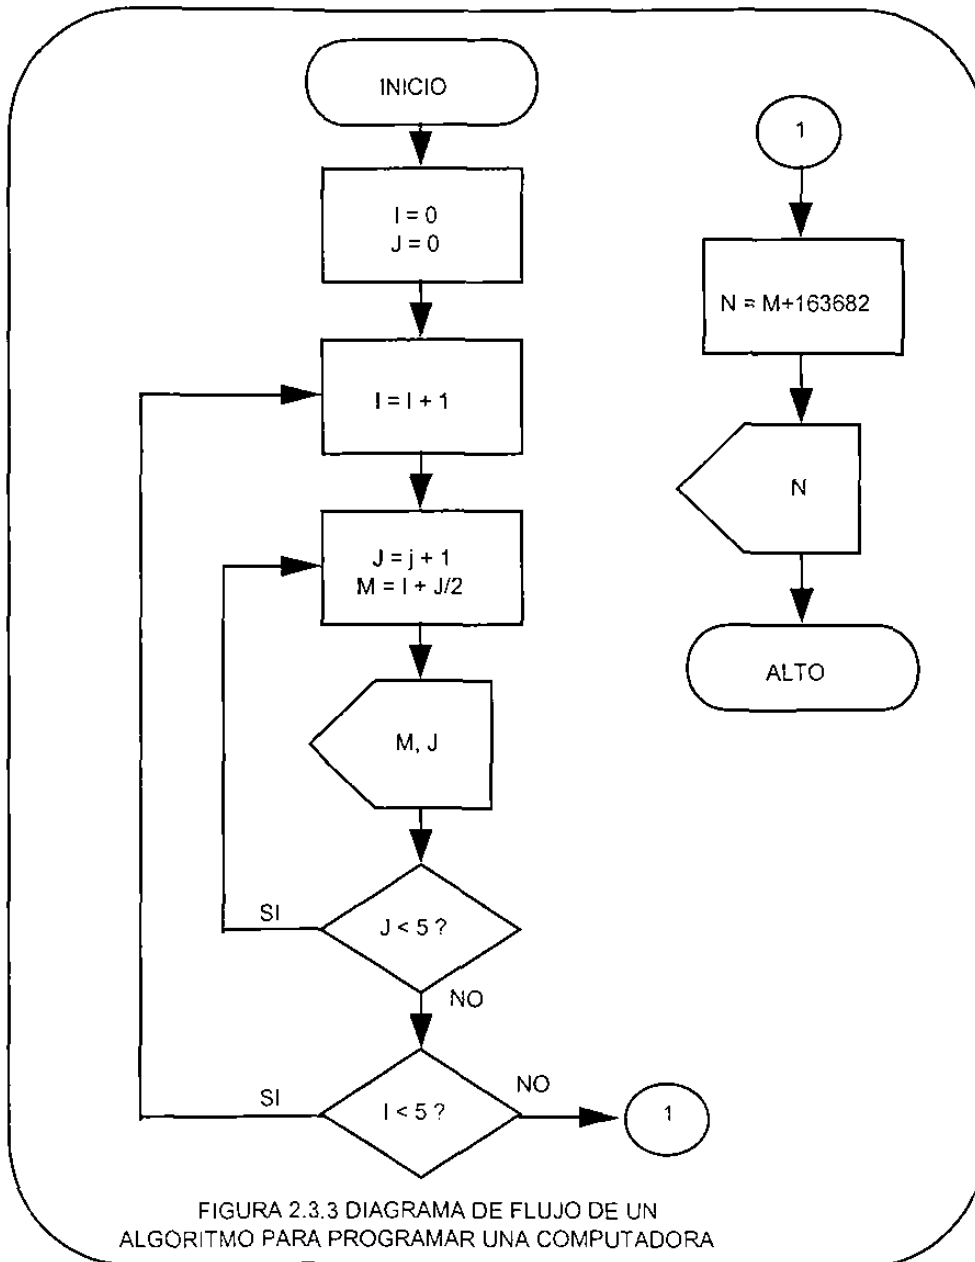 INICIO
I = 0
J = 0
I = I + 1
J = j + 1
M = I + J/2
M, J
J < 5 ?
SI
NO
I < 5 ?
SI
NO
1
1
N = M+163682
N
ALTO
FIGURA 2.3.3 DIAGRAMA DE FLUJO DE UN
ALGORITMO PARA PROGRAMAR UNA COMPUTADORA